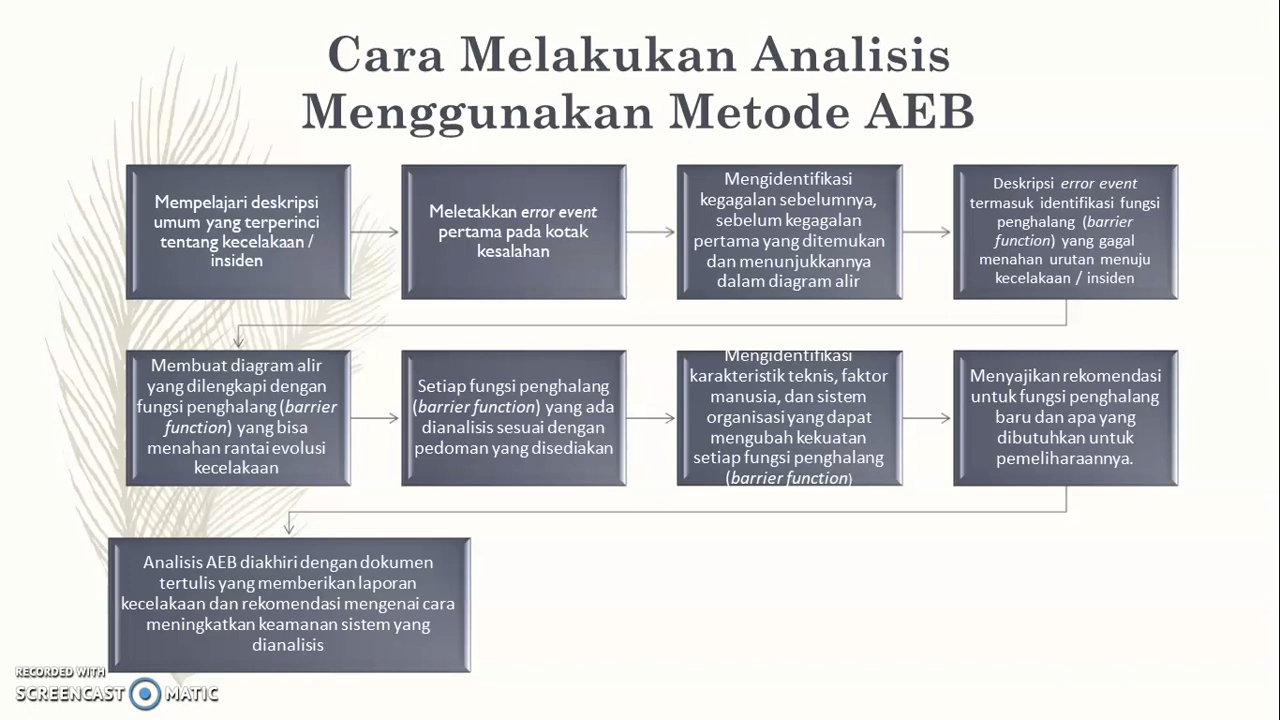 Cara Melakukan Analisis
Menggunakan Metode AEB
Mempelajari deskripsi
umum yang terperinci
tentang kecelakaan /
insiden
Meletakkan error event
pertama pada kotak
kesalahan
Mengidentifikasi
kegagalan sebelumnya,
sebelum kegagalan
pertama yang ditemukan
dan menunjukkannya
dalam diagram alir
Deskripsi error event
termasuk identifikasi fungsi
penghalang (barrier
function) yang gagal
menahan urutan menuju
kecelakaan / insiden
Membuat diagram alir
yang dilengkapi dengan
fungsi penghalang (barrier
function) yang bisa
menahan rantai evolusi
kecelakaan
Setiap fungsi penghalang
(barrier function) yang ada
dianalisis sesuai dengan
pedoman yang disediakan
Mengidentifikasi
karakteristik teknis, faktor
manusia, dan sistem
organisasi yang dapat
mengubah kekuatan
setiap fungsi penghalang
(barrier function)
Menyajikan rekomendasi
untuk fungsi penghalang
baru dan apa yang
dibutuhkan untuk
pemeliharaannya.
Analisis AEB diakhiri dengan dokumen
tertulis yang memberikan laporan
kecelakaan dan rekomendasi mengenai cara
meningkatkan keamanan sistem yang
dianalisis
RECORDED WITH
SCREENCAST MATIC